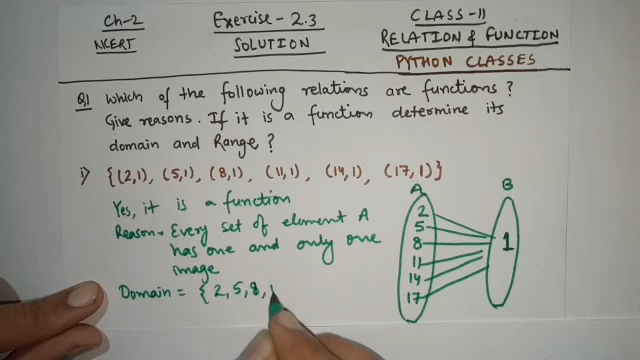 Ch-2
NCERT
Exercise - 2.3
SOLUTION
CLASS-11
RELATION & FUNCTION
PYTHON CLASSES
Q.1 Which of the following relations are functions?
Give reasons. If it is a function determine its
domain and Range?
i) {(2,1), (5,1), (8,1), (11,1), (14,1), (17,1)}
Yes, it is a function
Reason → Every set of element A
has one and only one
image
Domain = { 2, 5, 8, 1
A
B
2
5
8
11
14
17
1